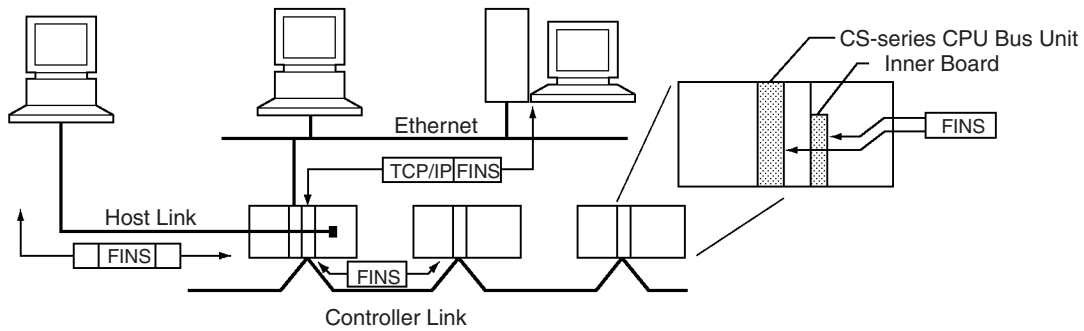 CS-series CPU Bus Unit
Inner Board
FINS
Ethernet
TCP/IP FINS
Host Link
FINS
FINS
Controller Link